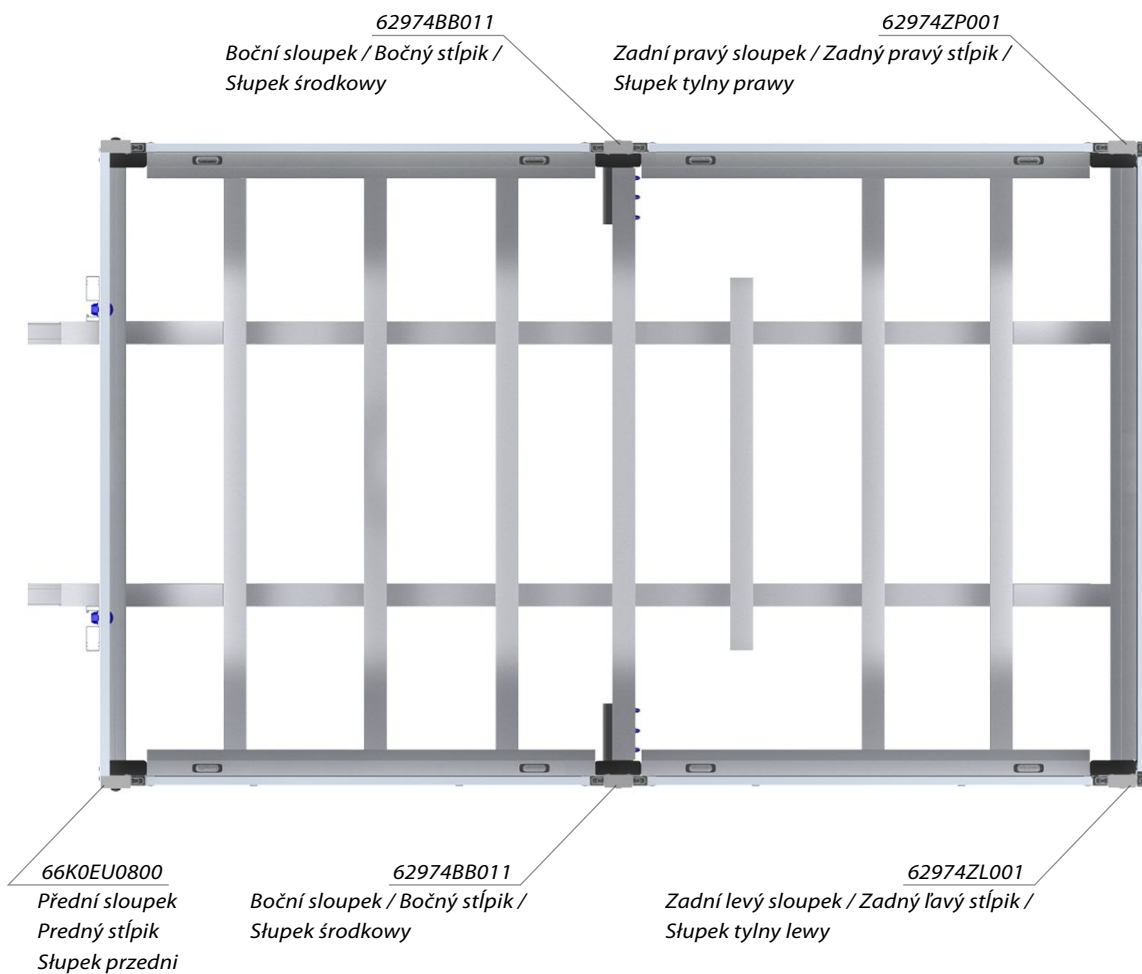 62974BB011
Boční sloupek / Bočný stĺpik /
Słupek środkowy
62974ZP001
Zadní pravý sloupek / Zadný pravý stĺpik /
Słupek tylny prawy
66K0EU0800
Přední sloupek
Predný stĺpik
Słupek przedni
62974BB011
Boční sloupek / Bočný stĺpik /
Słupek środkowy
62974ZL001
Zadní levý sloupek / Zadný ľavý stĺpik /
Słupek tylny lewy